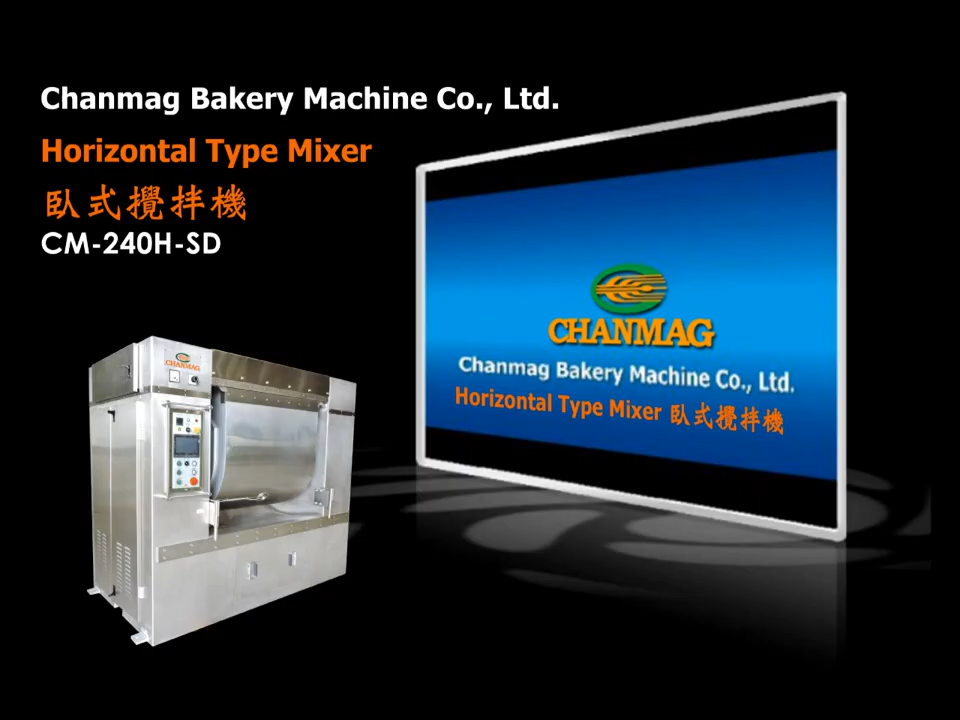 Chanmag Bakery Machine Co., Ltd.
Horizontal Type Mixer
臥式攪拌機
CM-240H-SD
CHANMAG
CHANMAG
Chanmag Bakery Machine Co., Ltd.
Horizontal Type Mixer 臥式攪拌機